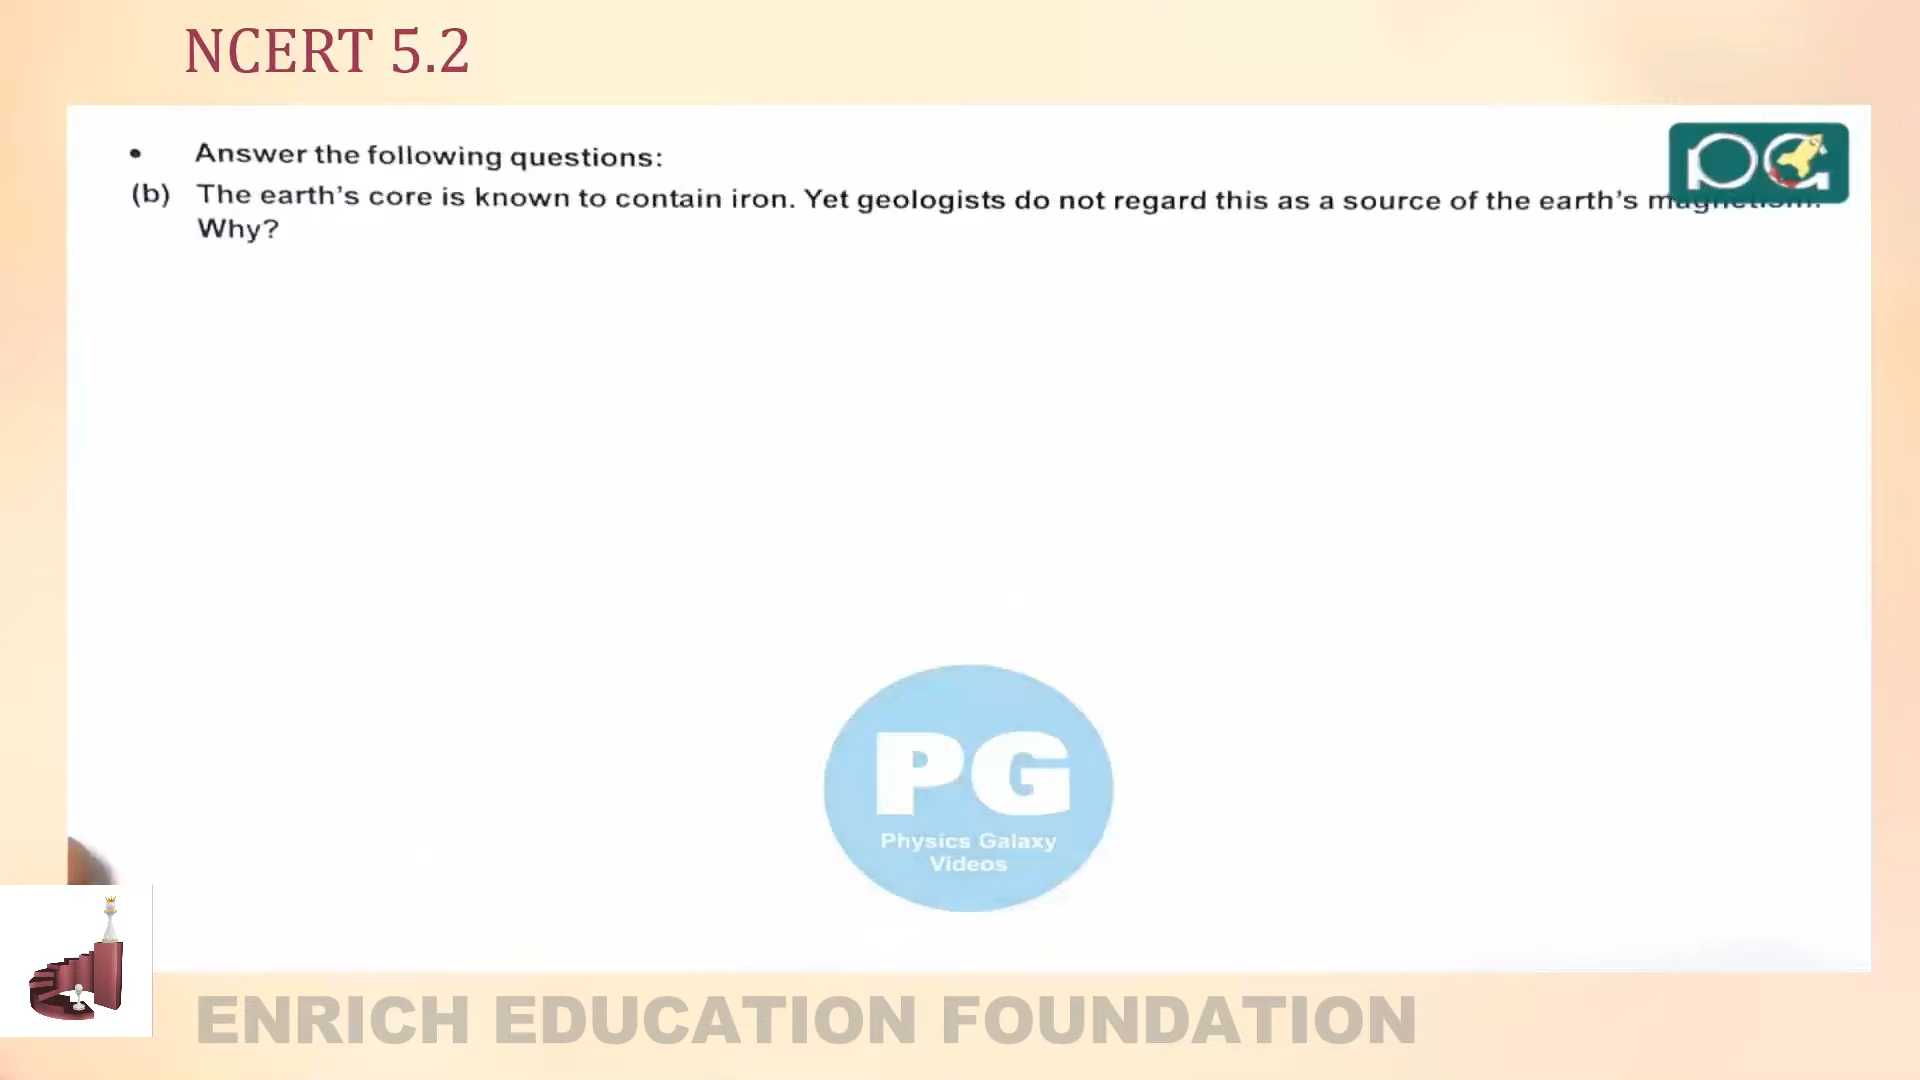 NCERT 5.2
• Answer the following questions:
(b) The earth's core is known to contain iron. Yet geologists do not regard this as a source of the earth's magnetism.
Why?
PG
Physics Galaxy
Videos
ENRICH EDUCATION FOUNDATION